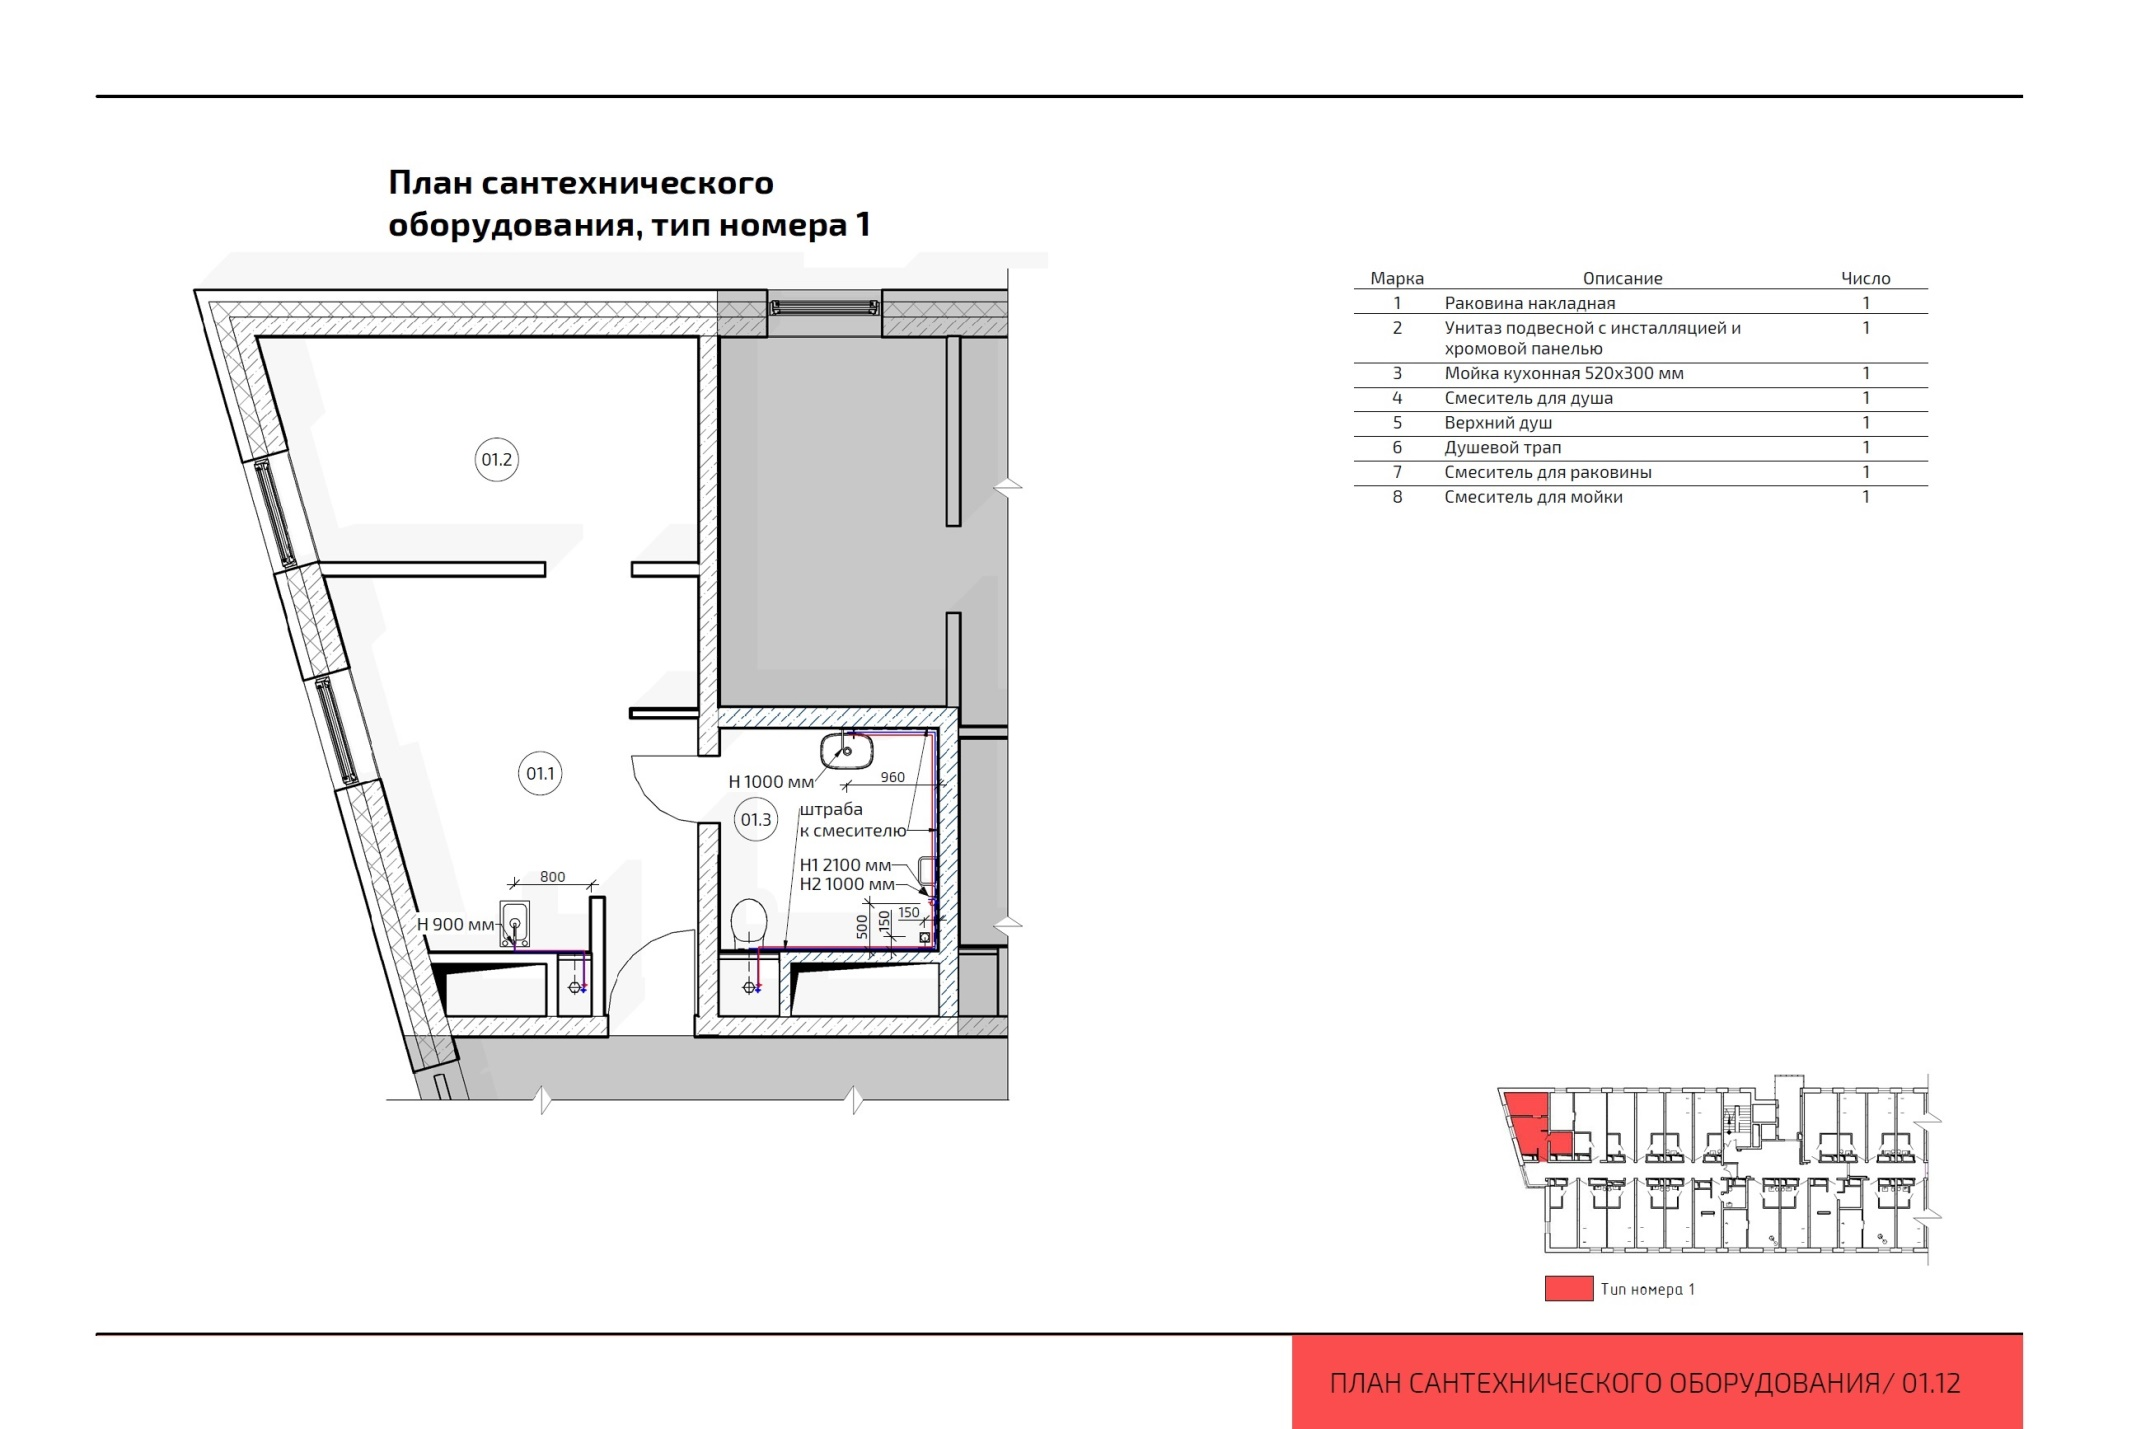 План сантехнического
оборудования, тип номера 1
Марка Описание Число
1 Раковина накладная 1
2 Унитаз подвесной с инсталляцией и 1
хромовой панелью
3 Мойка кухонная 520x300 мм 1
4 Смеситель для душа 1
5 Верхний душ 1
6 Душевой трап 1
7 Смеситель для раковины 1
8 Смеситель для мойки 1
01.2
01.1
H 1000 мм
960
01.3
штраба
к смесителю
H1 2100 мм
H2 1000 мм
800
H 900 мм
150
500
150
Тип номера 1
ПЛАН САНТЕХНИЧЕСКОГО ОБОРУДОВАНИЯ/ 01.12